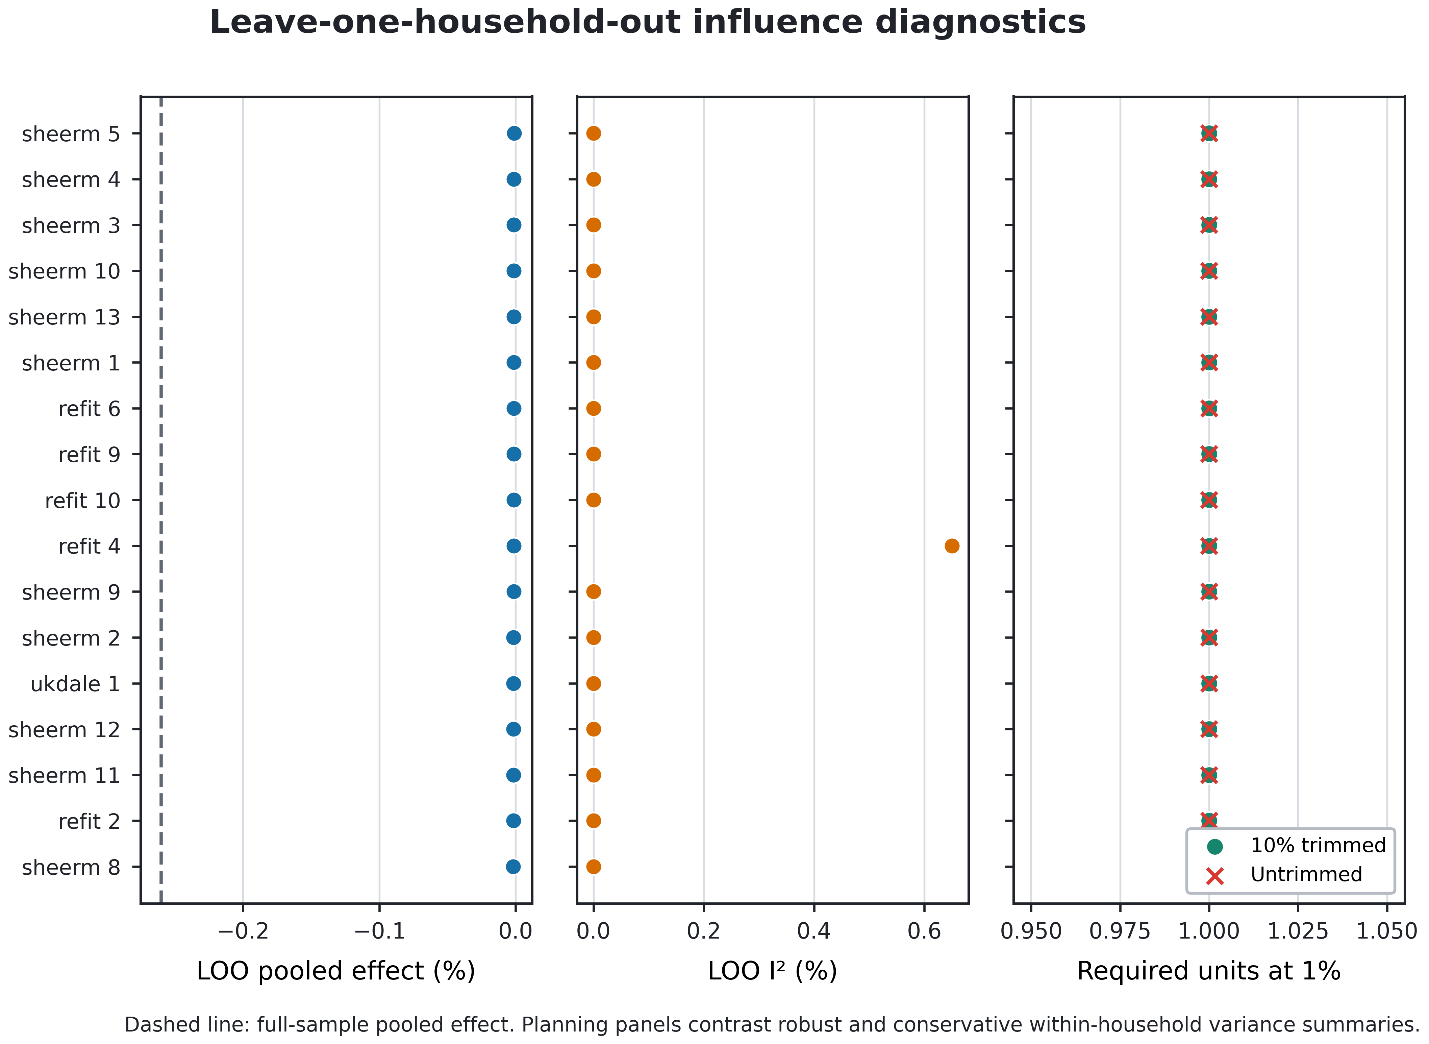 Leave-one-household-out influence diagnostics
sheerm 5
sheerm 4
sheerm 3
sheerm 10
sheerm 13
sheerm 1
refit 6
refit 9
refit 10
refit 4
sheerm 9
sheerm 2
ukdale 1
sheerm 12
sheerm 11
refit 2
sheerm 8
−0.2 −0.1 0.0
LOO pooled effect (%)
0.0 0.2 0.4 0.6
LOO I² (%)
10% trimmed
Untrimmed
0.950 0.975 1.000 1.025 1.050
Required units at 1%
Dashed line: full-sample pooled effect. Planning panels contrast robust and conservative within-household variance summaries.